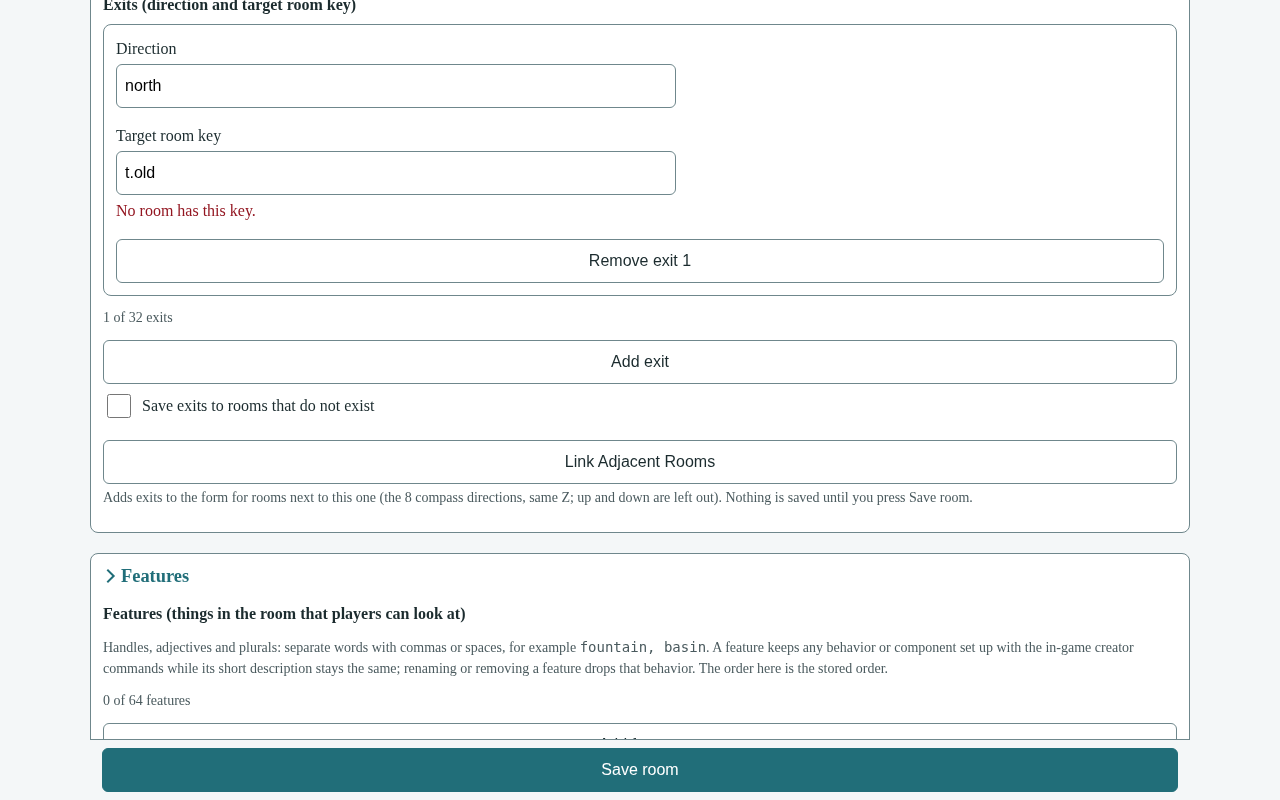 Exits (direction and target room key)
Direction
north
Target room key
t.old
No room has this key.
Remove exit 1
1 of 32 exits
Add exit
Save exits to rooms that do not exist
Link Adjacent Rooms
Adds exits to the form for rooms next to this one (the 8 compass directions, same Z; up and down are left out). Nothing is saved until you press Save room.
Features
Features (things in the room that players can look at)
Handles, adjectives and plurals: separate words with commas or spaces, for example fountain, basin. A feature keeps any behavior or component set up with the in-game creator
commands while its short description stays the same; renaming or removing a feature drops that behavior. The order here is the stored order.
0 of 64 features
Save room